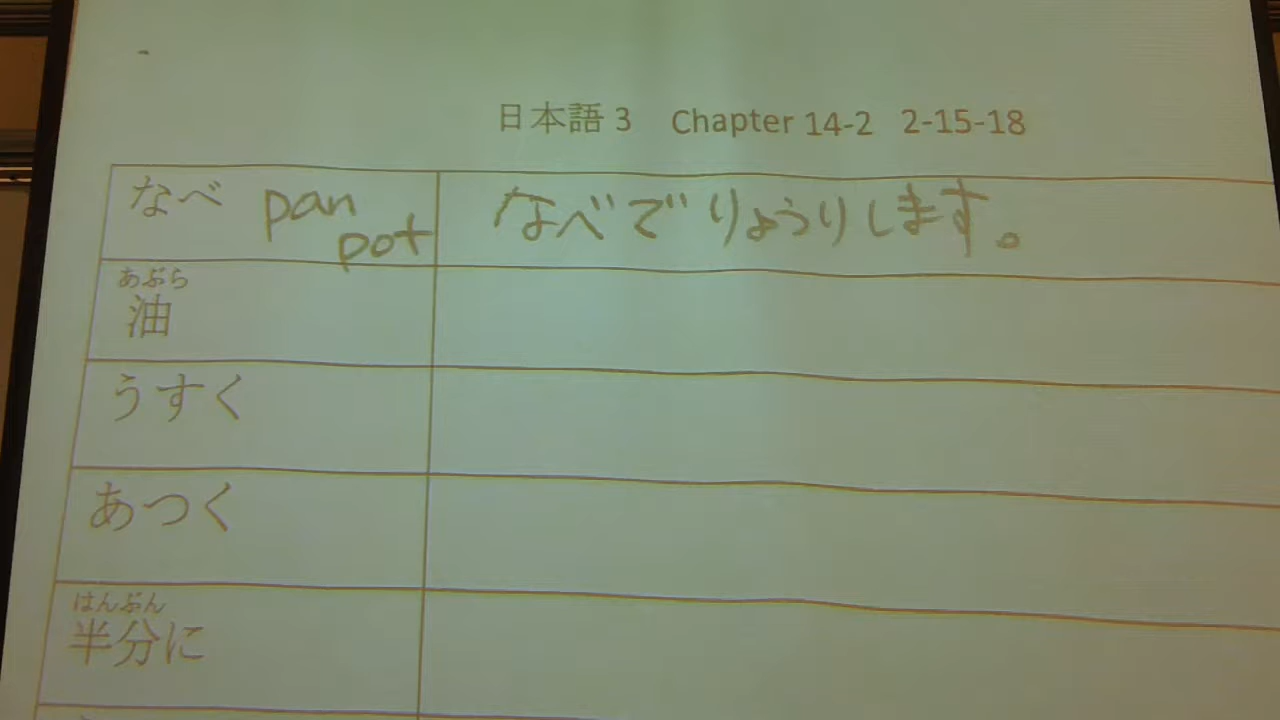 日本語 3 Chapter 14-2 2-15-18
なべ pan pot なべでりょうりします。
あぶら
油
うすく
あつく
はんぶん
半分に